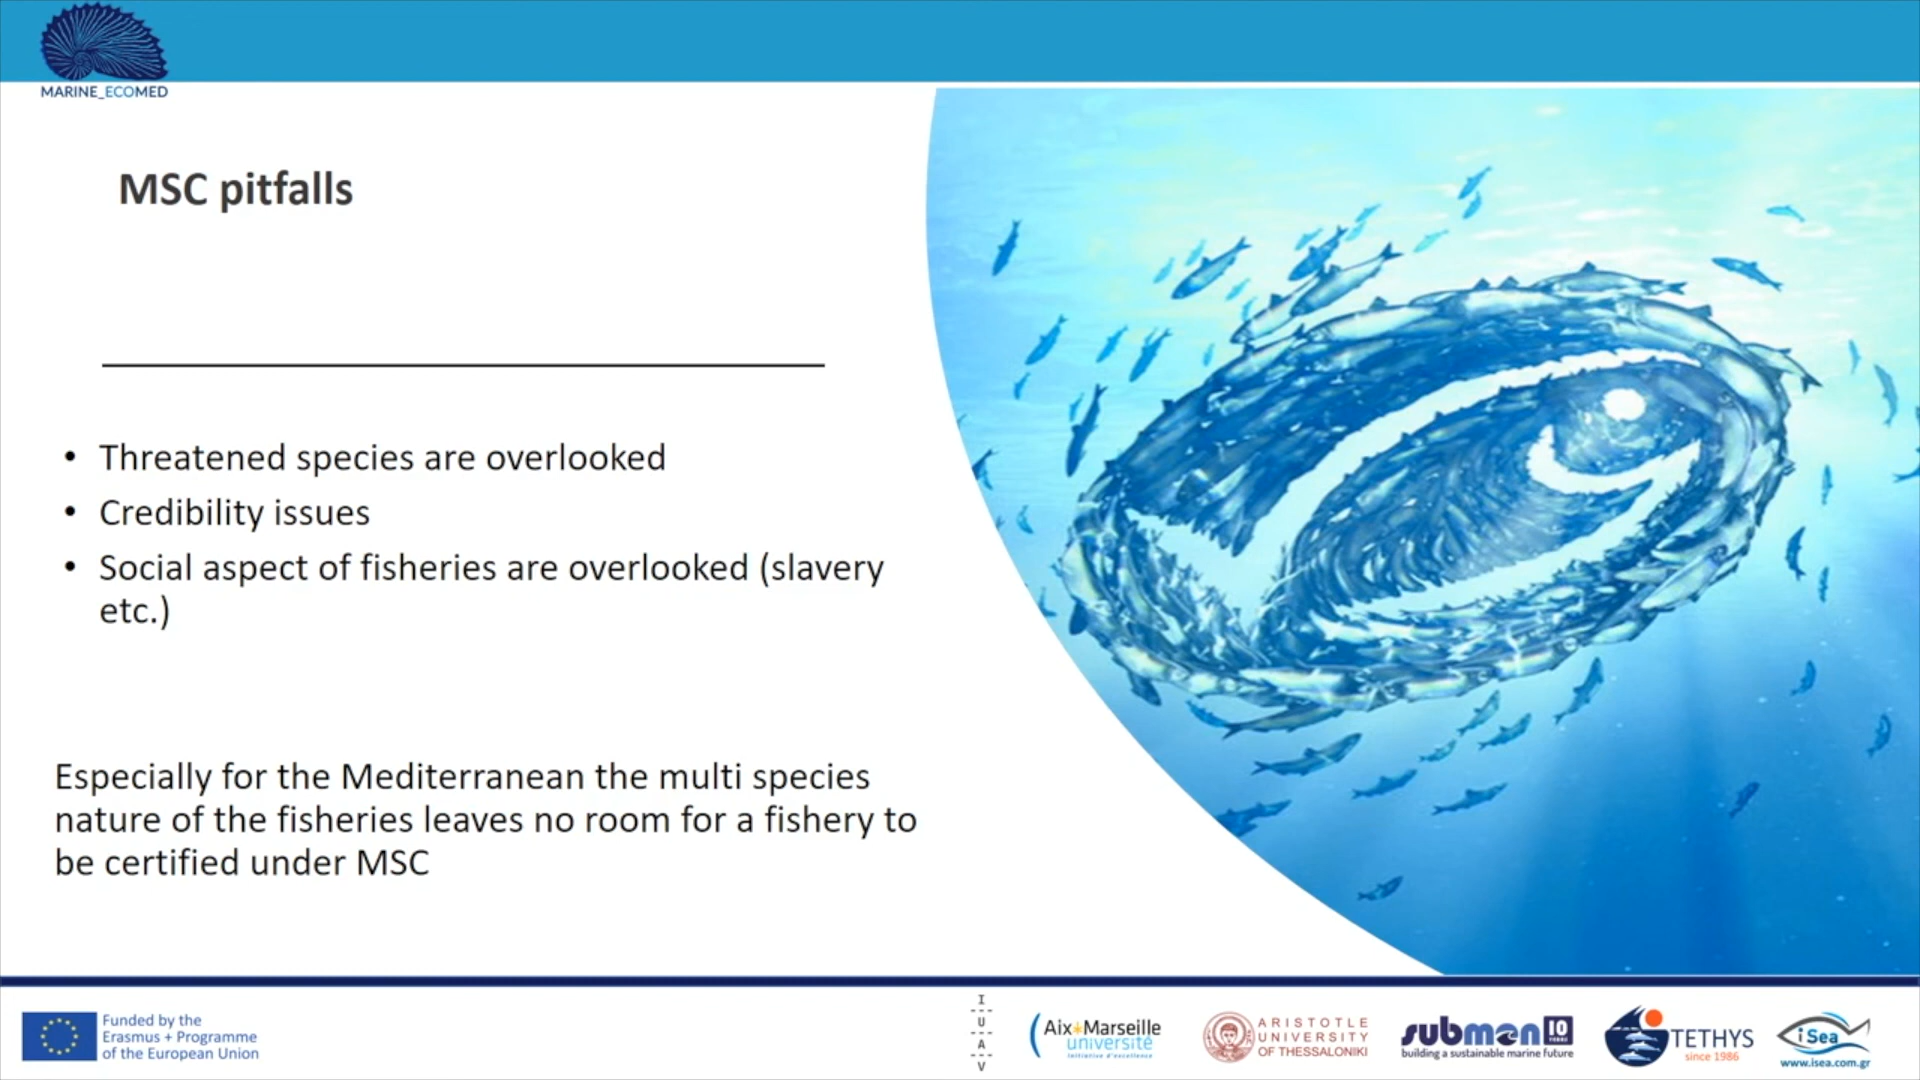 MARINE_ECOMED
MSC pitfalls
• Threatened species are overlooked
• Credibility issues
• Social aspect of fisheries are overlooked (slavery
etc.)
Especially for the Mediterranean the multi species
nature of the fisheries leaves no room for a fishery to
be certified under MSC
Funded by the
Erasmus + Programme
of the European Union
I
U
A
V
Aix*Marseille
université
initiative d'excellence
ARISTOTLE
UNIVERSITY
OF THESSALONIKI
submon 10
YEARS
building a sustainable marine future
TETHYS
since 1986
iSea
www.isea.com.gr